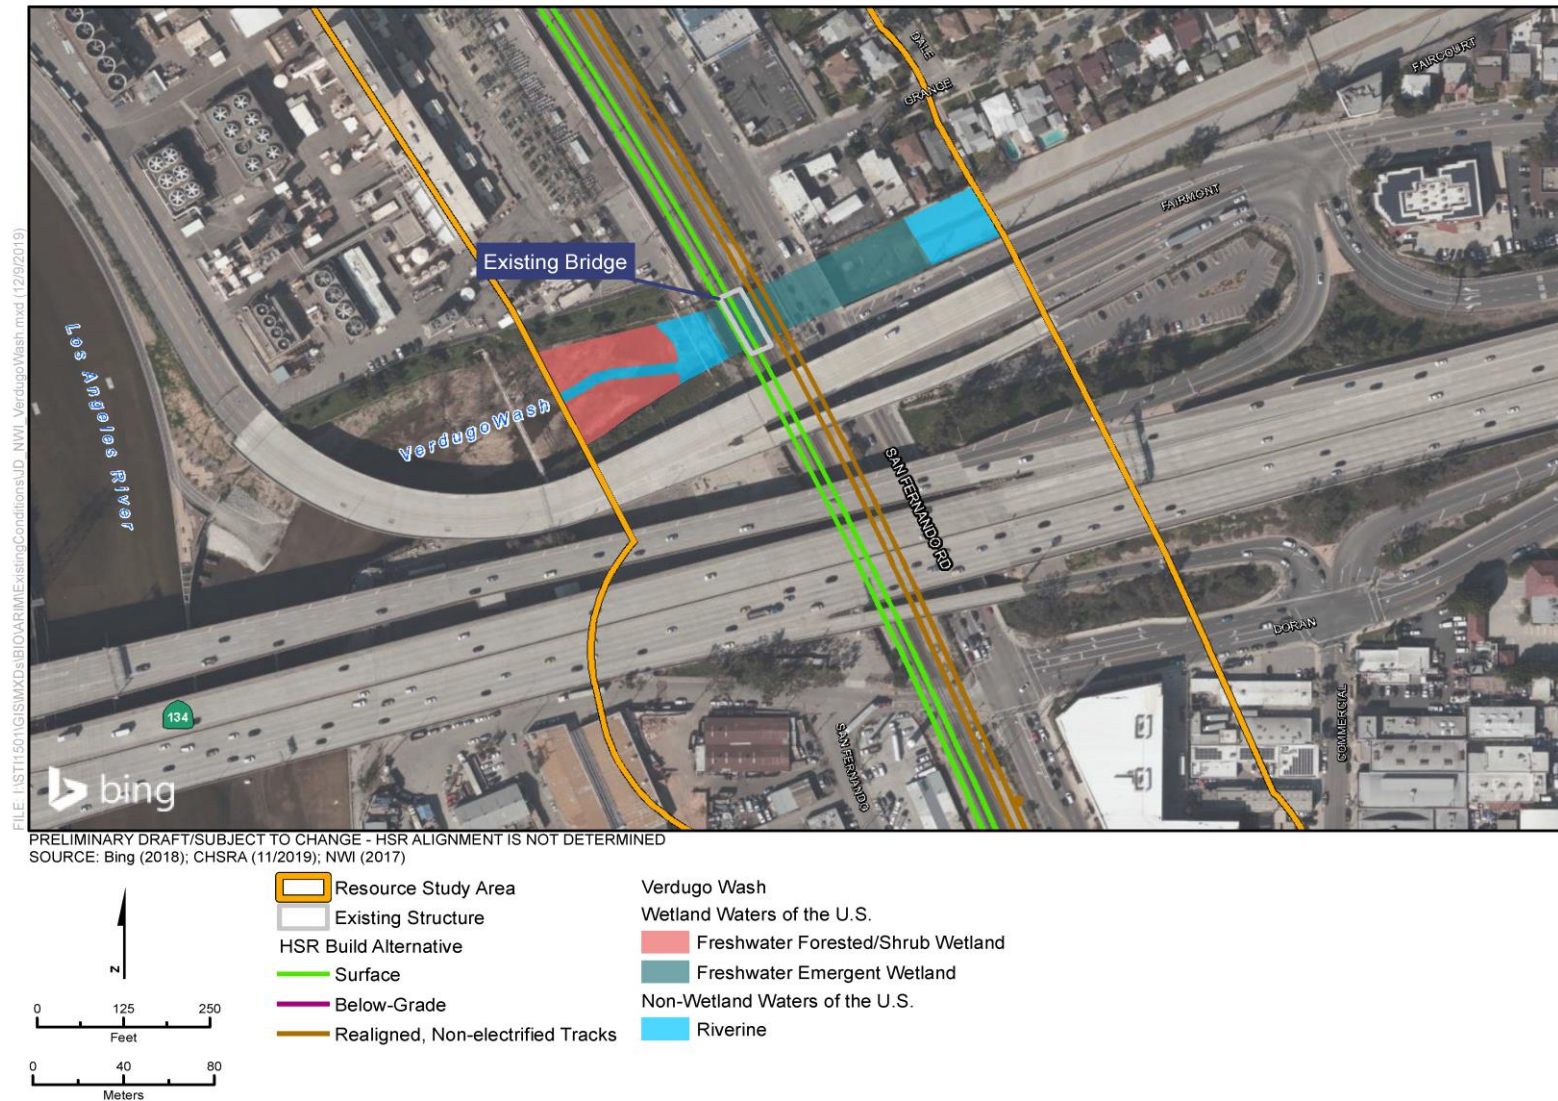 DALE
GRANGE
FAIRCOURT
FAIRMONT
Existing Bridge
Los Angeles River
Verdugo Wash
SAN FERNANDO RD
DORAN
COMMERCIAL
SAN FERNANDO
134
bing
FILE: I:\STI1501\GIS\MXDs\BIO\ARIM\ExistingConditions\JD_NWI_VerdugoWash.mxd (12/9/2019)
PRELIMINARY DRAFT/SUBJECT TO CHANGE - HSR ALIGNMENT IS NOT DETERMINED
SOURCE: Bing (2018); CHSRA (11/2019); NWI (2017)
N
0 125 250
Feet
0 40 80
Meters
Resource Study Area
Existing Structure
HSR Build Alternative
Surface
Below-Grade
Realigned, Non-electrified Tracks
Verdugo Wash
Wetland Waters of the U.S.
Freshwater Forested/Shrub Wetland
Freshwater Emergent Wetland
Non-Wetland Waters of the U.S.
Riverine